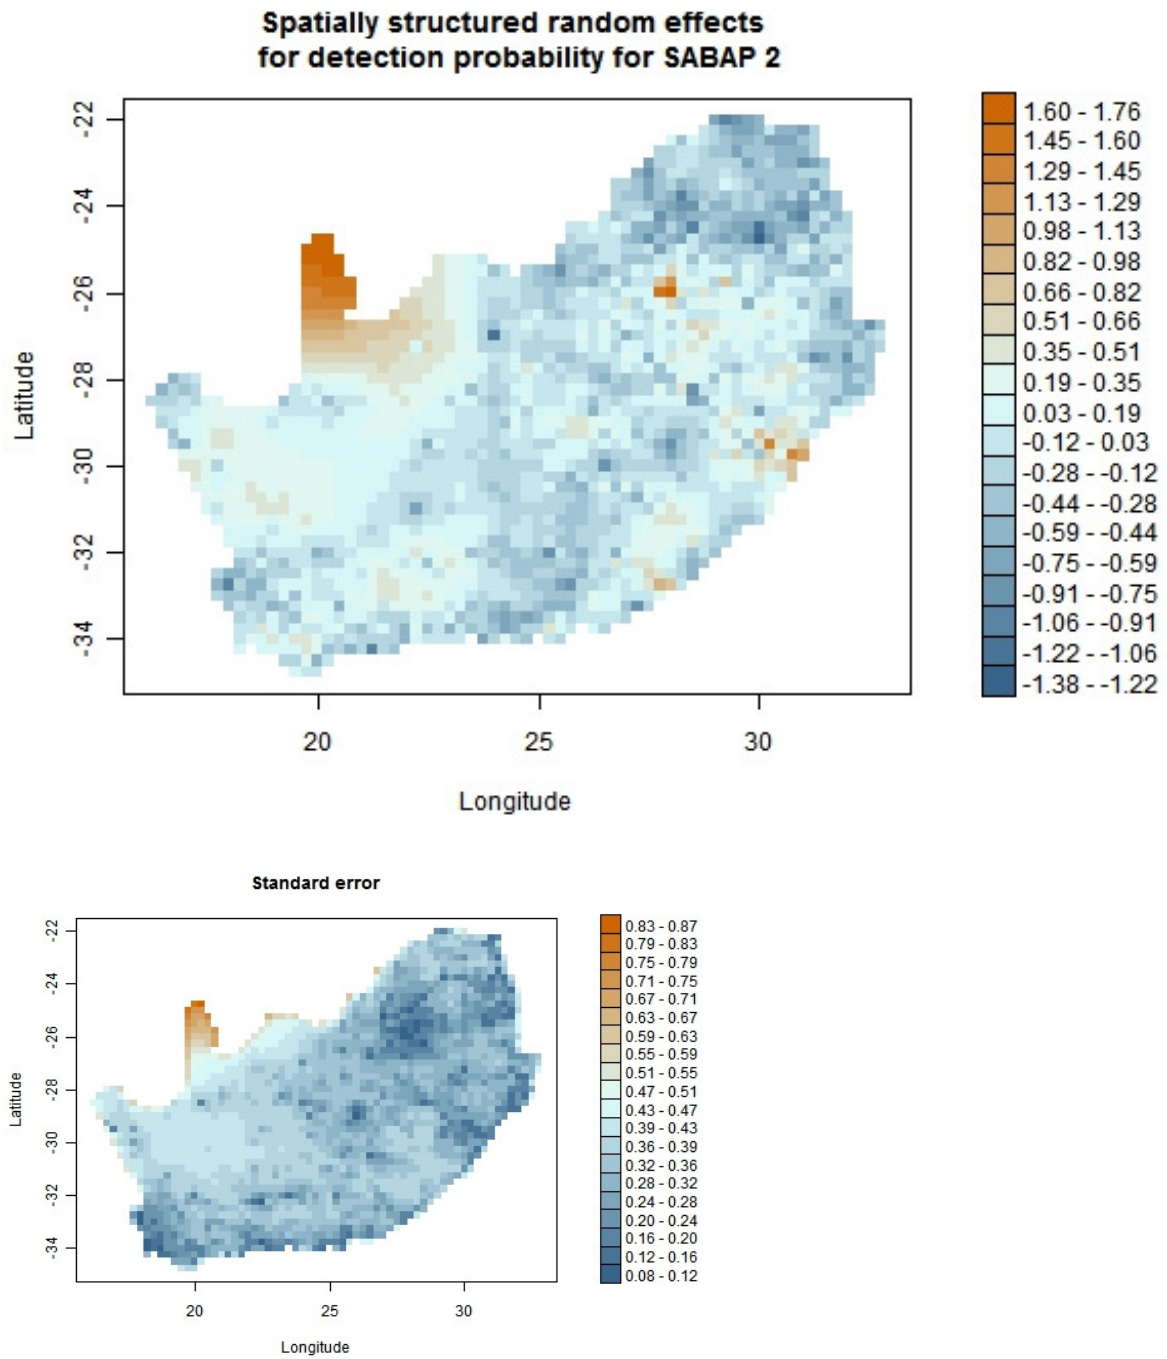 Spatially structured random effects
for detection probability for SABAP 2
-22
-24
-26
-28
-30
-32
-34
Latitude
20
25
30
Longitude
1.60 - 1.76
1.45 - 1.60
1.29 - 1.45
1.13 - 1.29
0.98 - 1.13
0.82 - 0.98
0.66 - 0.82
0.51 - 0.66
0.35 - 0.51
0.19 - 0.35
0.03 - 0.19
-0.12 - 0.03
-0.28 - -0.12
-0.44 - -0.28
-0.59 - -0.44
-0.75 - -0.59
-0.91 - -0.75
-1.06 - -0.91
-1.22 - -1.06
-1.38 - -1.22
Standard error
-22
-24
-26
-28
-30
-32
-34
Latitude
20
25
30
Longitude
0.83 - 0.87
0.79 - 0.83
0.75 - 0.79
0.71 - 0.75
0.67 - 0.71
0.63 - 0.67
0.59 - 0.63
0.55 - 0.59
0.51 - 0.55
0.47 - 0.51
0.43 - 0.47
0.39 - 0.43
0.36 - 0.39
0.32 - 0.36
0.28 - 0.32
0.24 - 0.28
0.20 - 0.24
0.16 - 0.20
0.12 - 0.16
0.08 - 0.12